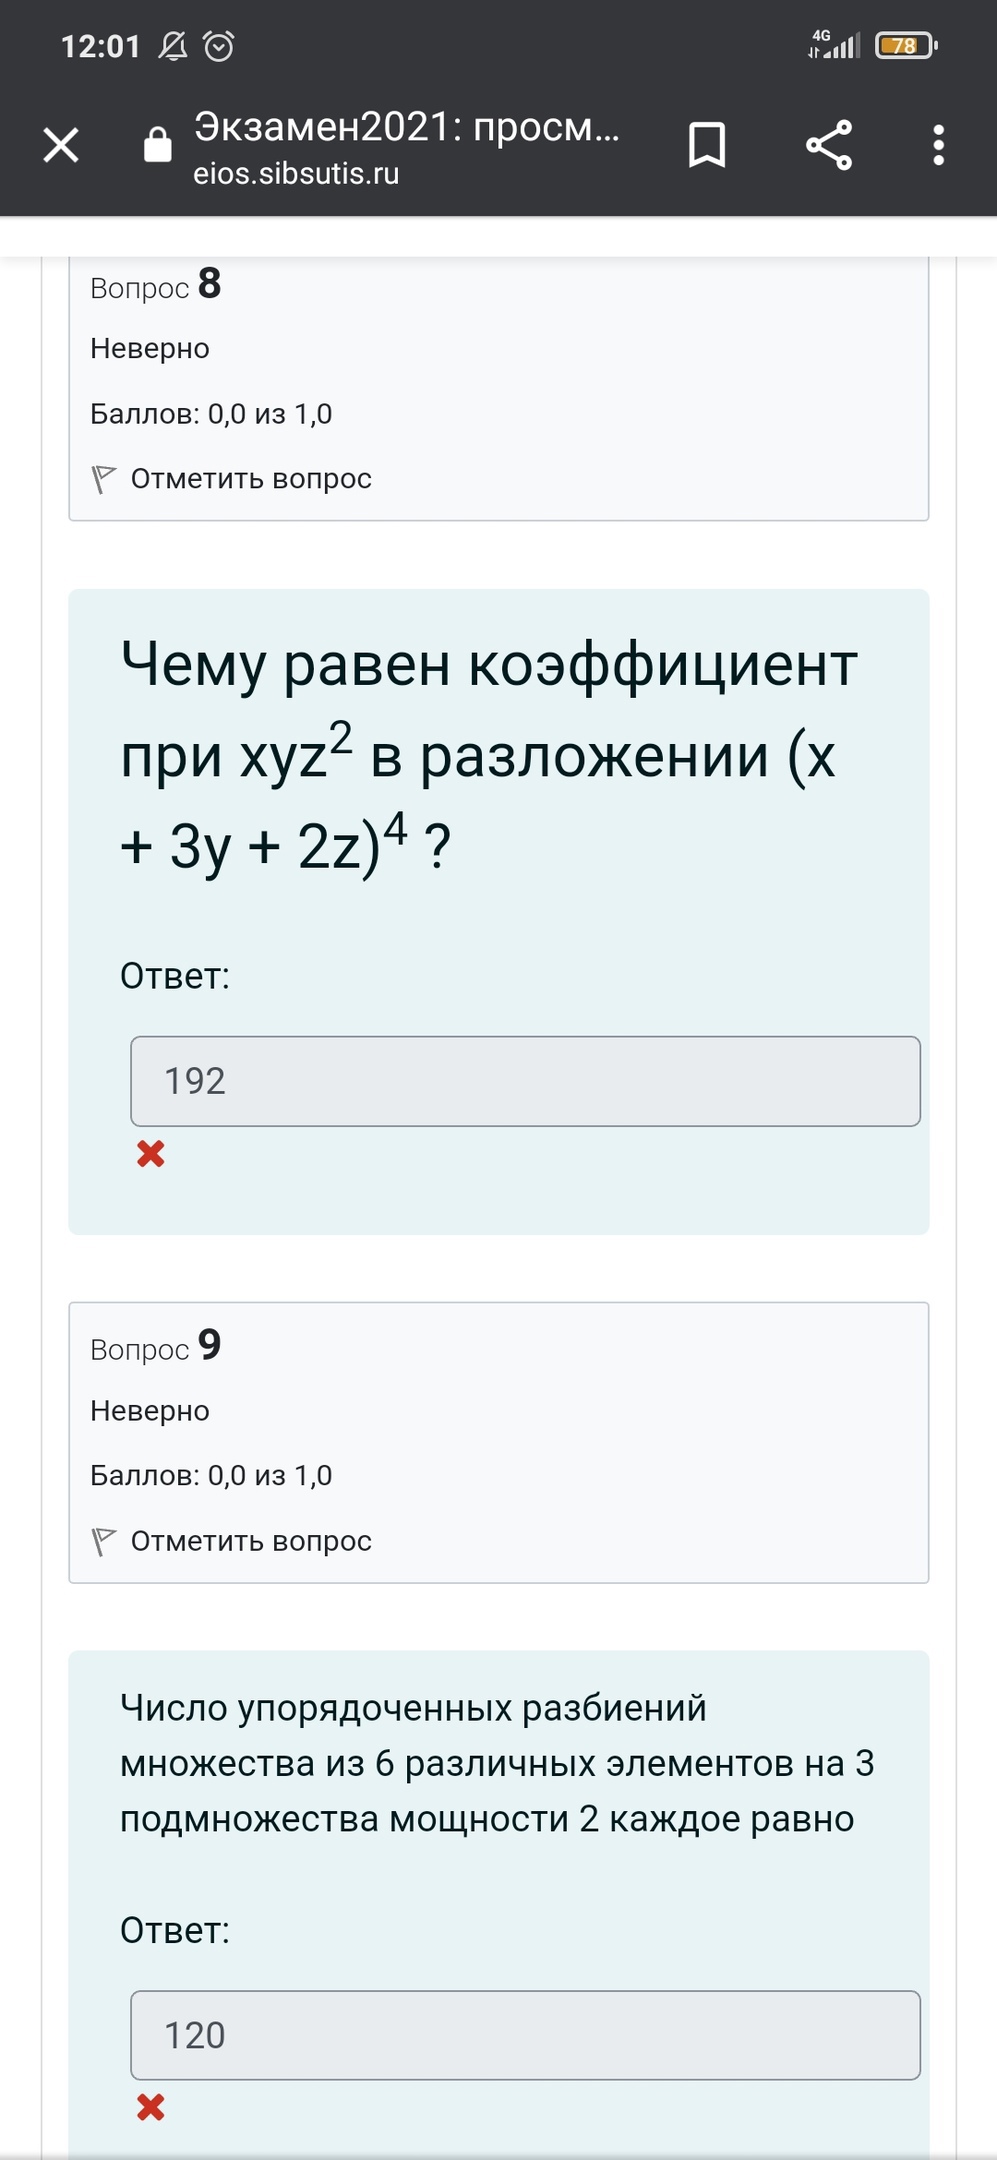 12:01
4G
78
Экзамен2021: просм...
eios.sibsutis.ru
Вопрос 8
Неверно
Баллов: 0,0 из 1,0
Отметить вопрос
Чему равен коэффициент
при xyz² в разложении (x
+ 3y + 2z)⁴ ?
Ответ:
192
Вопрос 9
Неверно
Баллов: 0,0 из 1,0
Отметить вопрос
Число упорядоченных разбиений
множества из 6 различных элементов на 3
подмножества мощности 2 каждое равно
Ответ:
120